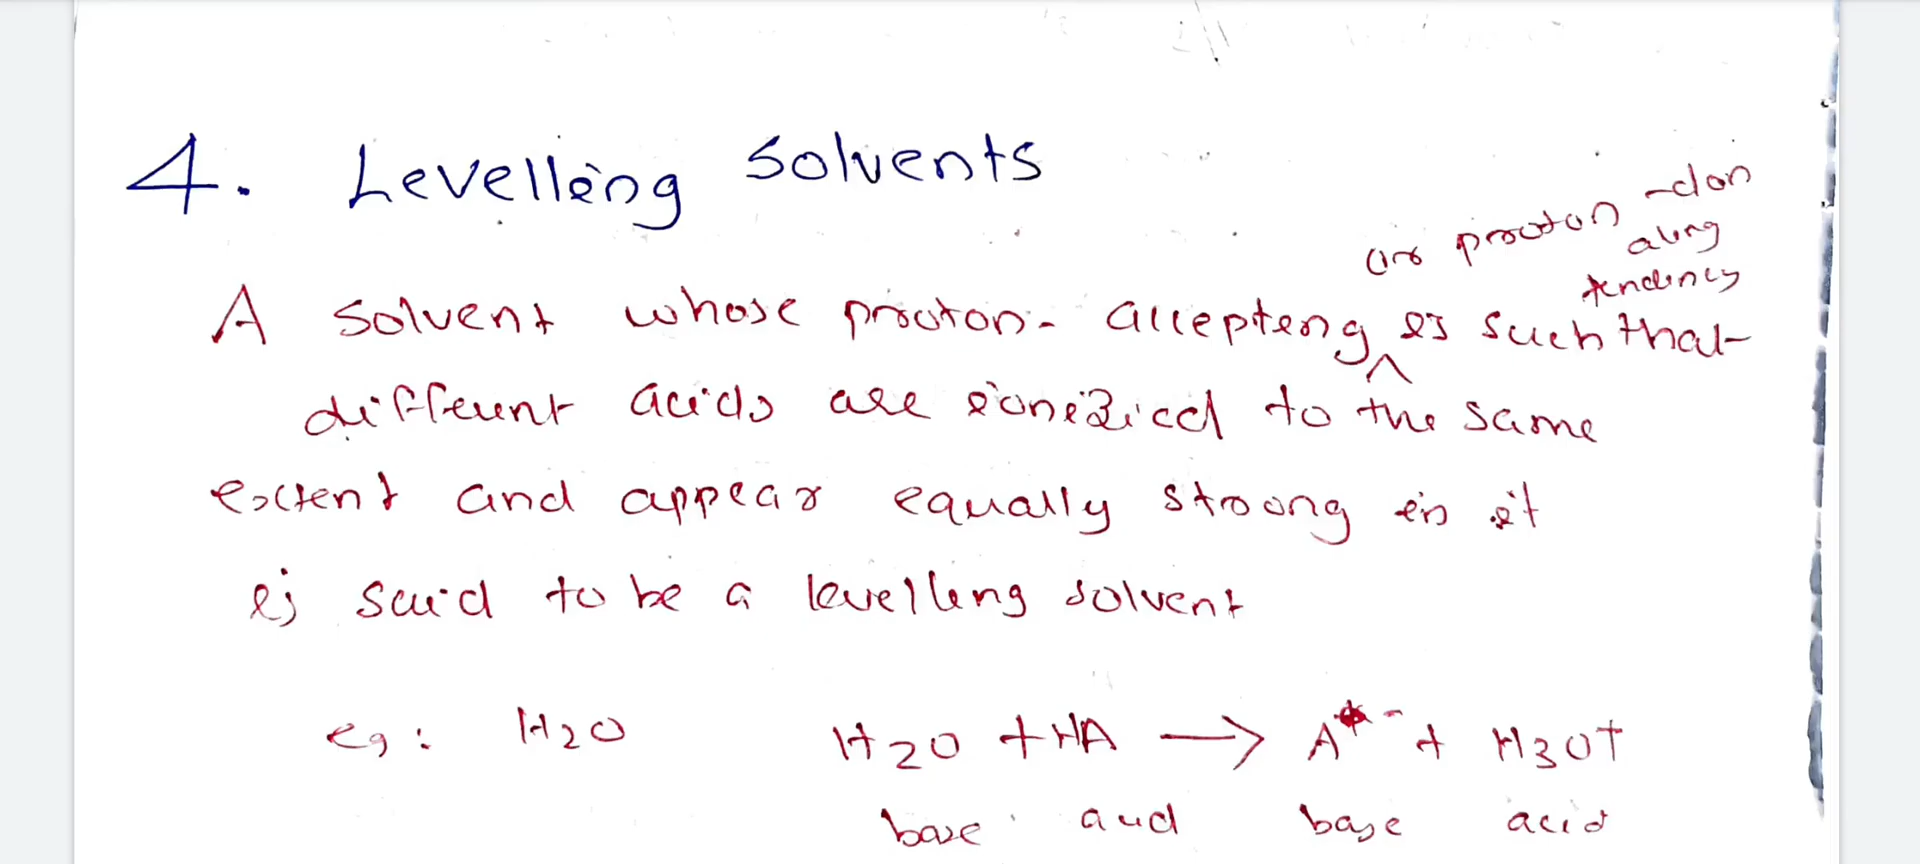 4. Levelling Solvents
(or proton -don
ating
tendency
A solvent whose proton- accepting ^ is such that
different acids are ionized to the same
extent and appear equally strong in it
is said to be a levelling solvent
eg: H2O H2O + HA → A- + H3O+
base acid base acid